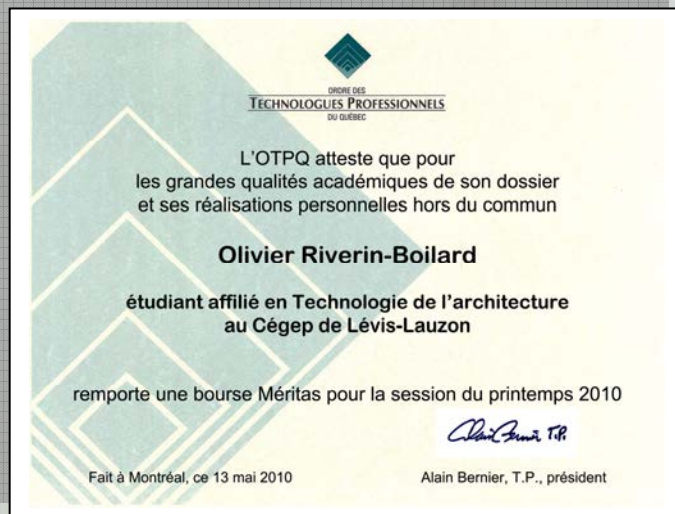 ORDRE DES
TECHNOLOGUES PROFESSIONNELS
DU QUÉBEC
L'OTPQ atteste que pour
les grandes qualités académiques de son dossier
et ses réalisations personnelles hors du commun
Olivier Riverin-Boilard
étudiant affilié en Technologie de l'architecture
au Cégep de Lévis-Lauzon
remporte une bourse Méritas pour la session du printemps 2010
Alain Bernier T.P.
Fait à Montréal, ce 13 mai 2010 Alain Bernier, T.P., président